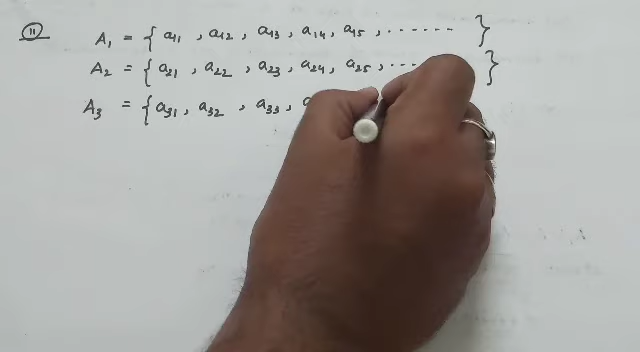 (11) A₁ = { a₁₁ , a₁₂ , a₁₃ , a₁₄ , a₁₅ , ....... }
A₂ = { a₂₁ , a₂₂ , a₂₃ , a₂₄ , a₂₅ , ... }
A₃ = { a₃₁ , a₃₂ , a₃₃ ,